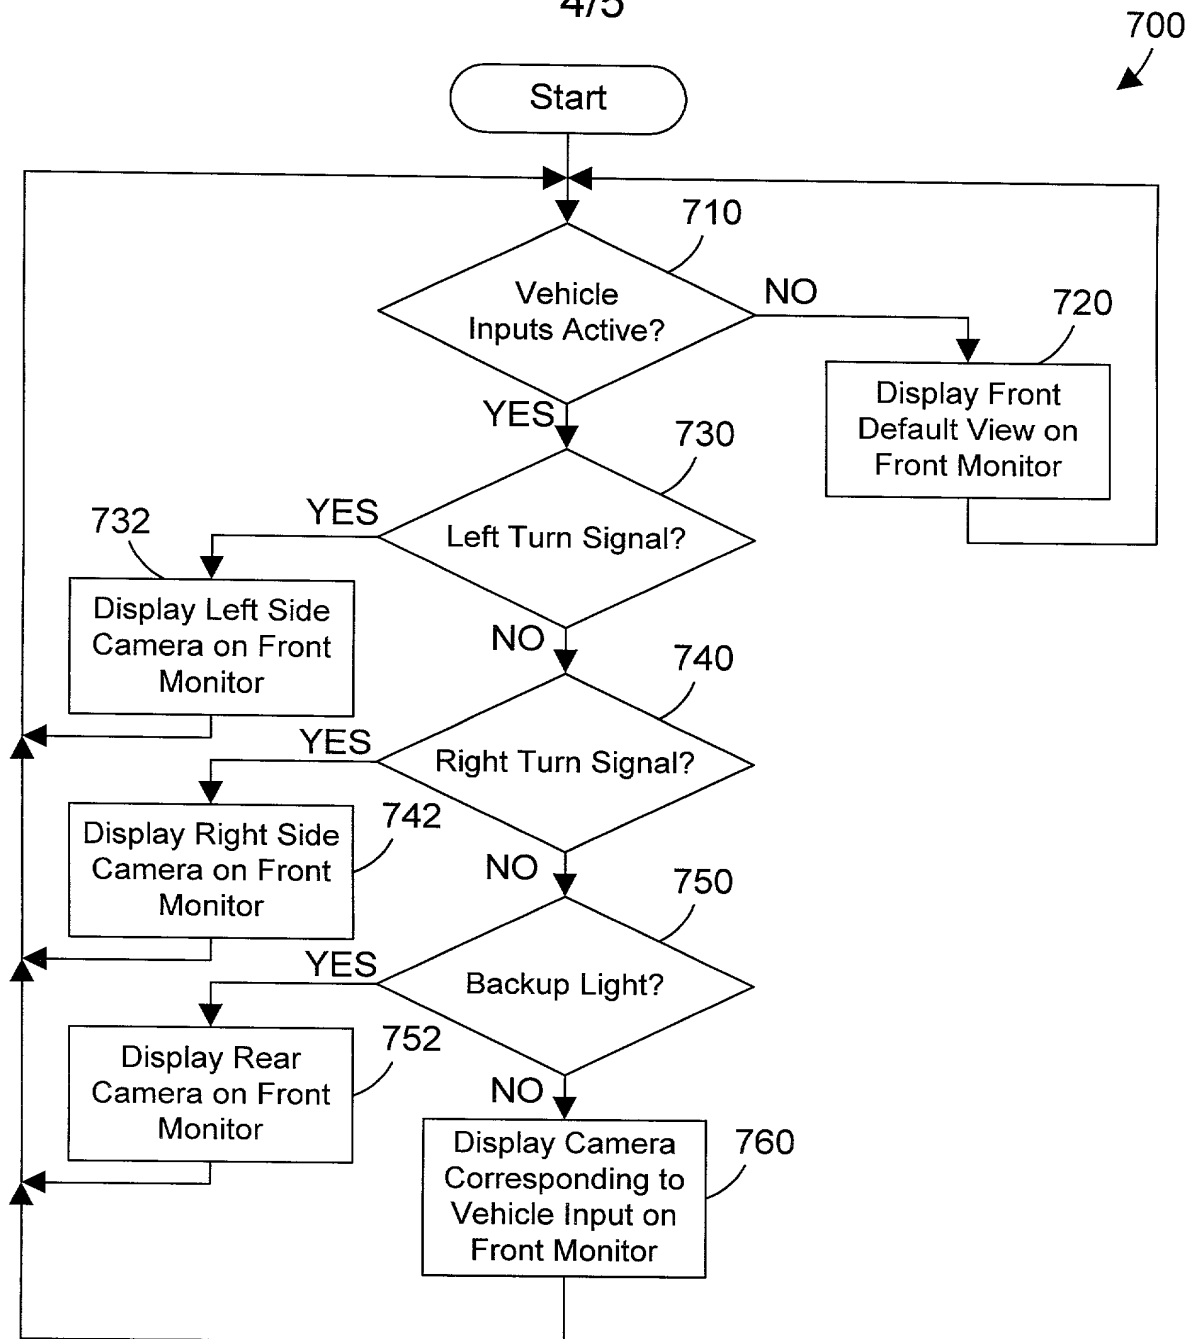 4/5
700
Start
710
Vehicle
Inputs Active?
NO
720
Display Front
Default View on
Front Monitor
YES
730
Left Turn Signal?
YES
732
Display Left Side
Camera on Front
Monitor
NO
740
Right Turn Signal?
YES
742
Display Right Side
Camera on Front
Monitor
NO
750
Backup Light?
YES
752
Display Rear
Camera on Front
Monitor
NO
760
Display Camera
Corresponding to
Vehicle Input on
Front Monitor